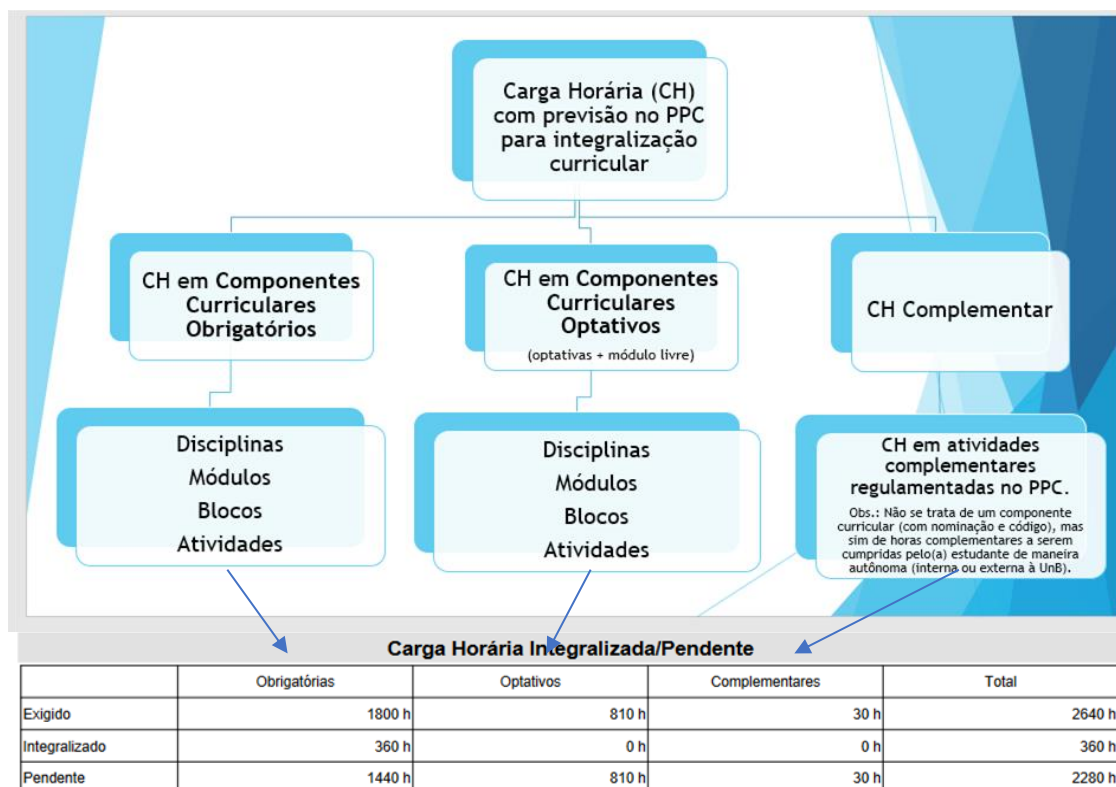 Carga Horária (CH)
com previsão no PPC
para integralização
curricular
CH em Componentes
Curriculares
Obrigatórios
CH em Componentes
Curriculares
Optativos
(optativas + módulo livre)
CH Complementar
Disciplinas
Módulos
Blocos
Atividades
Disciplinas
Módulos
Blocos
Atividades
CH em atividades
complementares
regulamentadas no PPC.
Obs.: Não se trata de um componente
curricular (com nominação e código), mas
sim de horas complementares a serem
cumpridas pelo(a) estudante de maneira
autônoma (interna ou externa à UnB).
Carga Horária Integralizada/Pendente
Obrigatórias Optativos Complementares Total
Exigido 1800 h 810 h 30 h 2640 h
Integralizado 360 h 0 h 0 h 360 h
Pendente 1440 h 810 h 30 h 2280 h